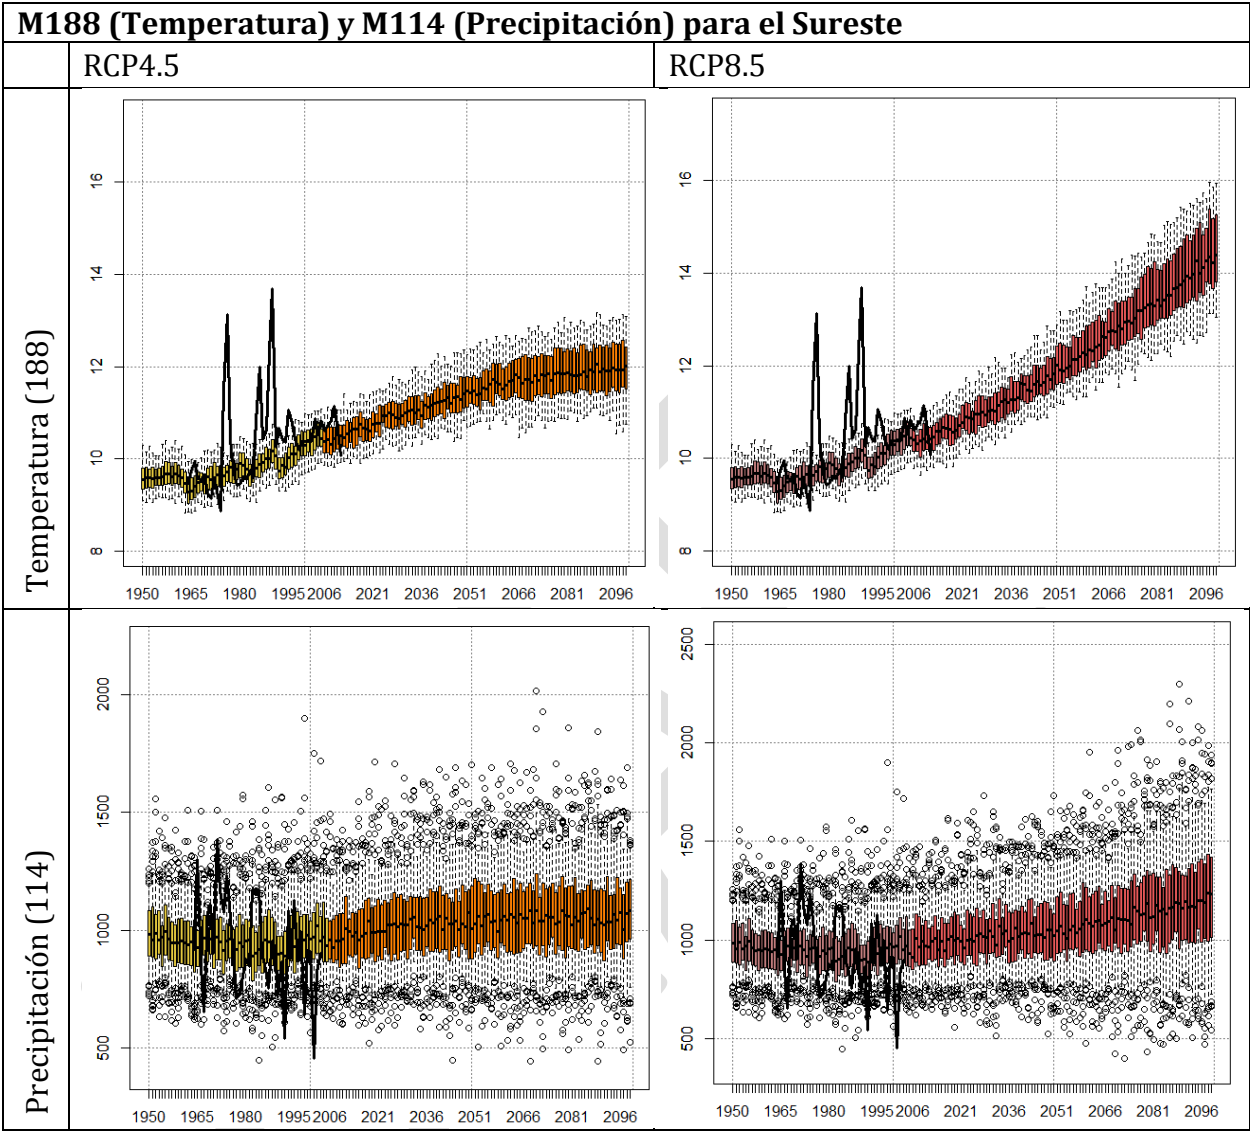 M188 (Temperatura) y M114 (Precipitación) para el Sureste
RCP4.5 RCP8.5
Temperatura (188)
16
14
12
10
8
1950 1965 1980 1995 2006 2021 2036 2051 2066 2081 2096
16
14
12
10
8
1950 1965 1980 1995 2006 2021 2036 2051 2066 2081 2096
Precipitación (114)
2000
1500
1000
500
1950 1965 1980 1995 2006 2021 2036 2051 2066 2081 2096
2500
2000
1500
1000
500
1950 1965 1980 1995 2006 2021 2036 2051 2066 2081 2096